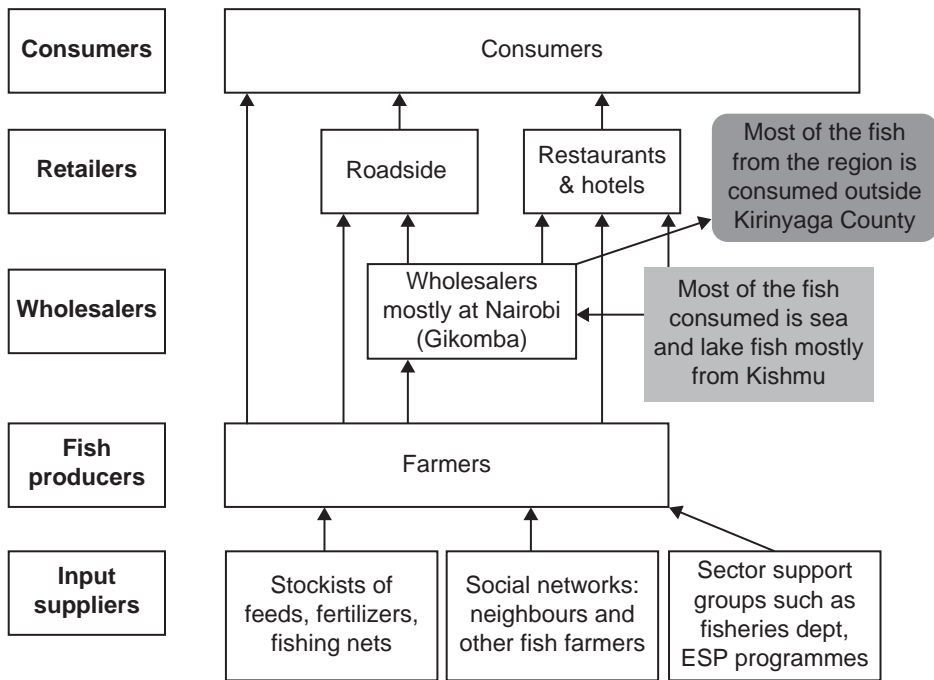 Consumers
Consumers
Retailers
Roadside
Restaurants
& hotels
Most of the fish
from the region is
consumed outside
Kirinyaga County
Wholesalers
Wholesalers
mostly at Nairobi
(Gikomba)
Most of the fish
consumed is sea
and lake fish mostly
from Kishmu
Fish
producers
Farmers
Input
suppliers
Stockists of
feeds, fertilizers,
fishing nets
Social networks:
neighbours and
other fish farmers
Sector support
groups such as
fisheries dept,
ESP programmes